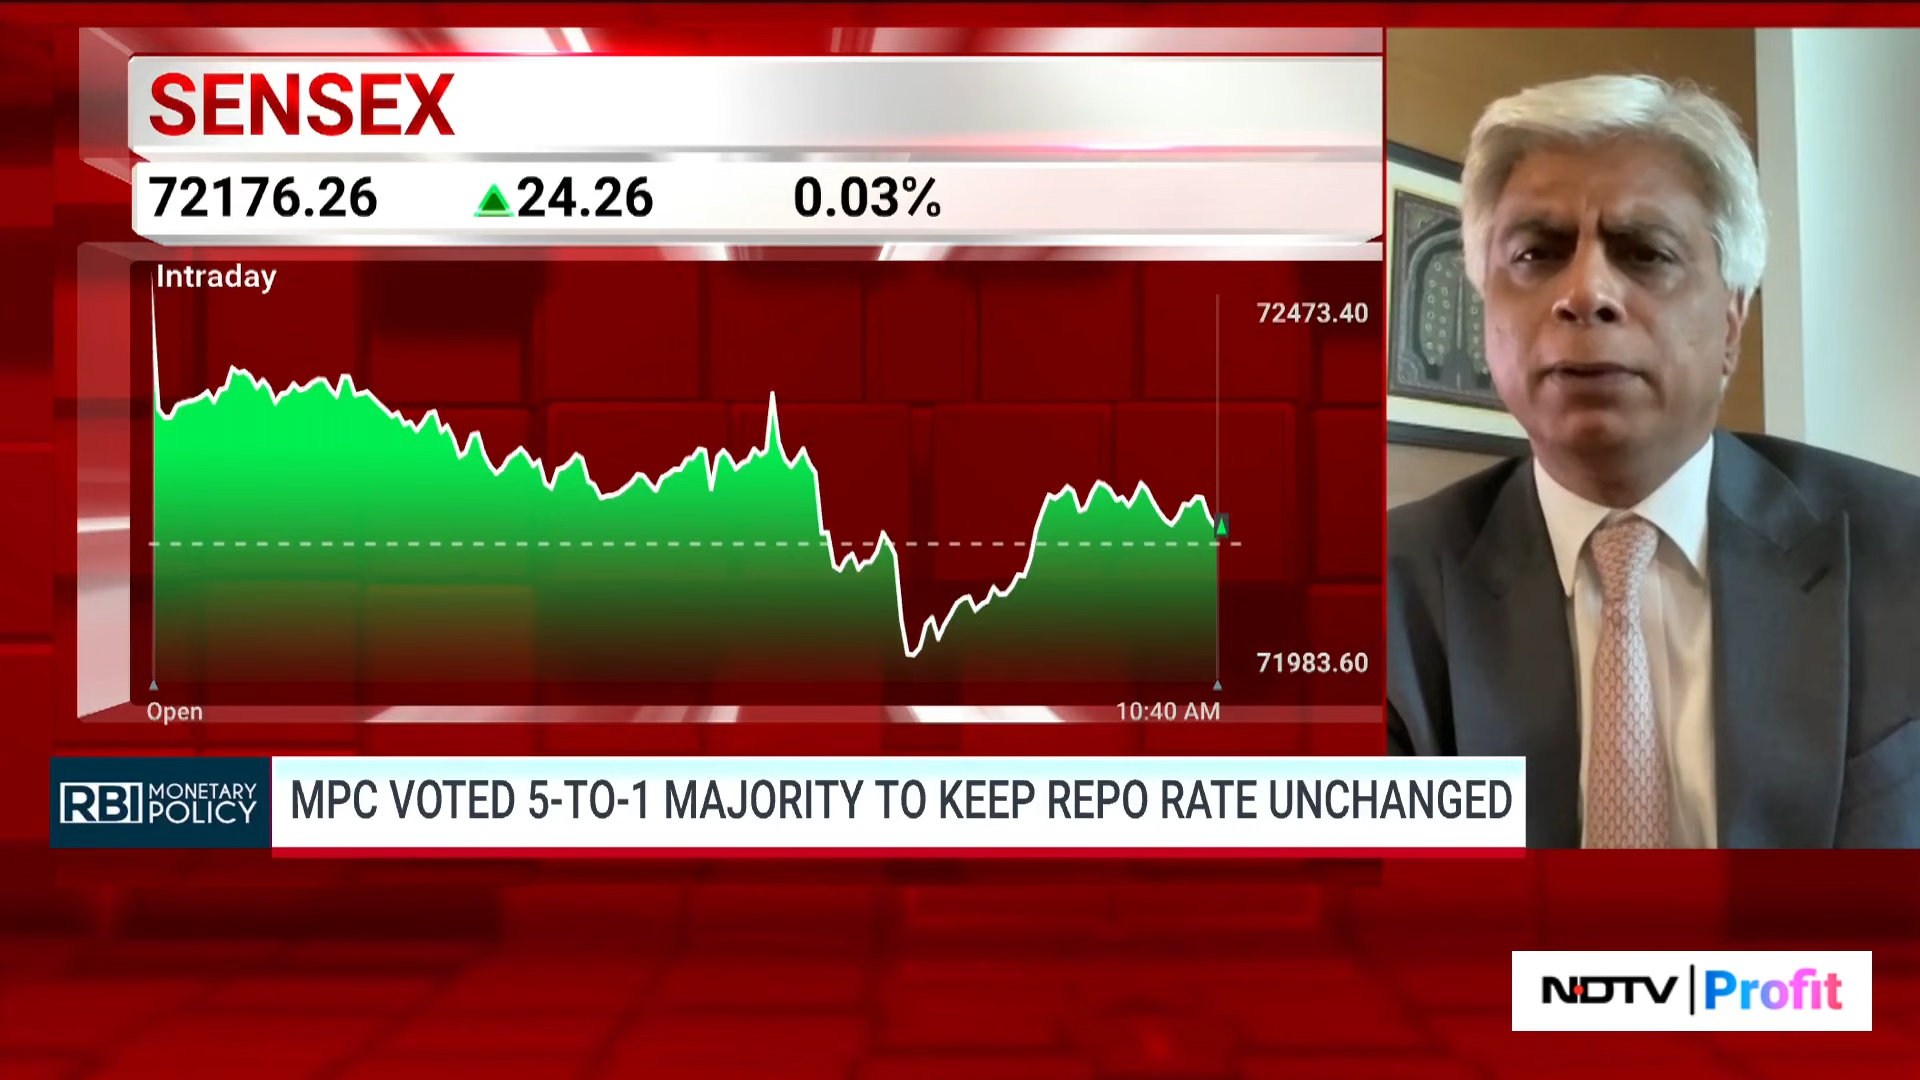 SENSEX
72176.26 ▲24.26 0.03%
Intraday
72473.40
71983.60
Open 10:40 AM
RBI MONETARY POLICY
MPC VOTED 5-TO-1 MAJORITY TO KEEP REPO RATE UNCHANGED
NDTV | Profit